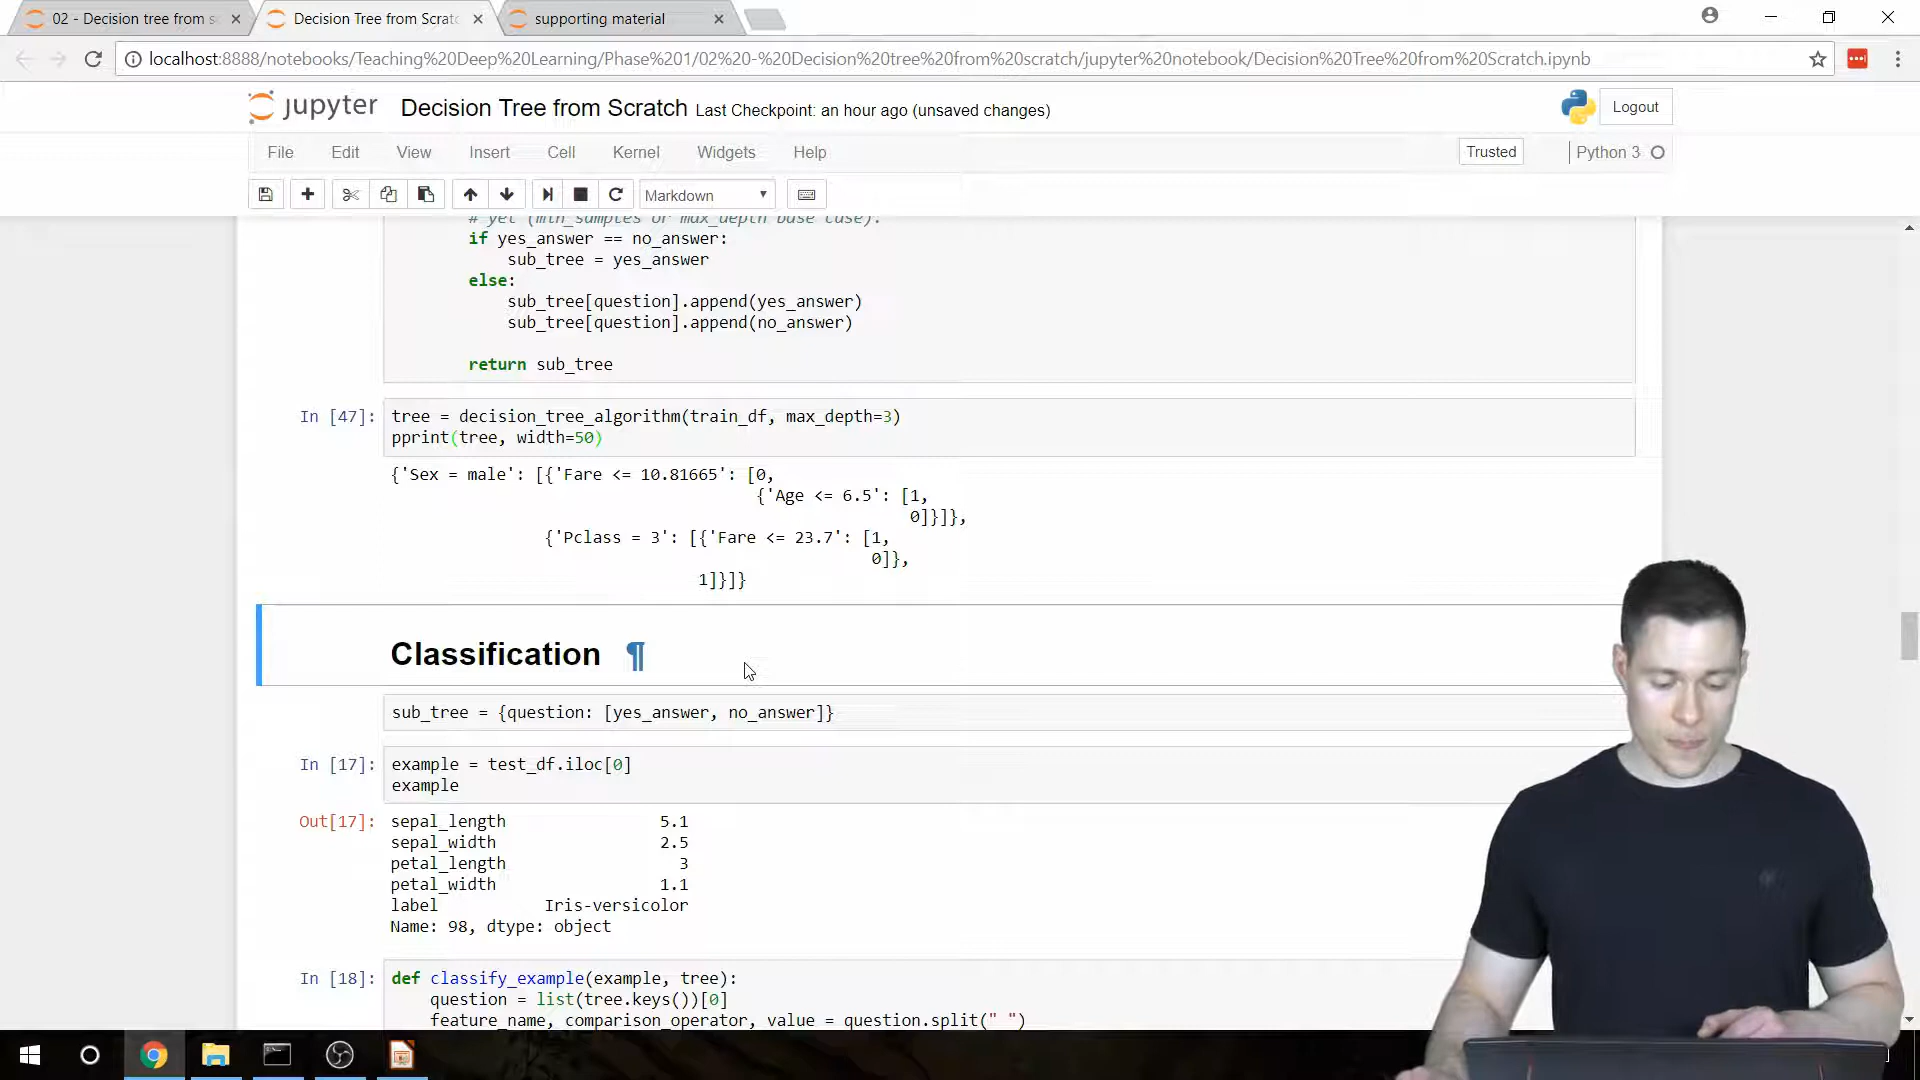 02 - Decision tree from s
Decision Tree from Scratc
supporting material
localhost:8888/notebooks/Teaching%20Deep%20Learning/Phase%201/02%20-%20Decision%20tree%20from%20scratch/jupyter%20notebook/Decision%20Tree%20from%20Scratch.ipynb
jupyter Decision Tree from Scratch Last Checkpoint: an hour ago (unsaved changes)
Logout
File Edit View Insert Cell Kernel Widgets Help
Trusted
Python 3
Markdown
# yet (min_samples or max_depth base case).
if yes_answer == no_answer:
sub_tree = yes_answer
else:
sub_tree[question].append(yes_answer)
sub_tree[question].append(no_answer)
return sub_tree
In [47]: tree = decision_tree_algorithm(train_df, max_depth=3)
pprint(tree, width=50)
{'Sex = male': [{'Fare <= 10.81665': [0,
{'Age <= 6.5': [1,
0]}]},
{'Pclass = 3': [{'Fare <= 23.7': [1,
0]},
1]}]}
Classification ¶
sub_tree = {question: [yes_answer, no_answer]}
In [17]: example = test_df.iloc[0]
example
Out[17]: sepal_length 5.1
sepal_width 2.5
petal_length 3
petal_width 1.1
label Iris-versicolor
Name: 98, dtype: object
In [18]: def classify_example(example, tree):
question = list(tree.keys())[0]
feature_name, comparison_operator, value = question.split(" ")